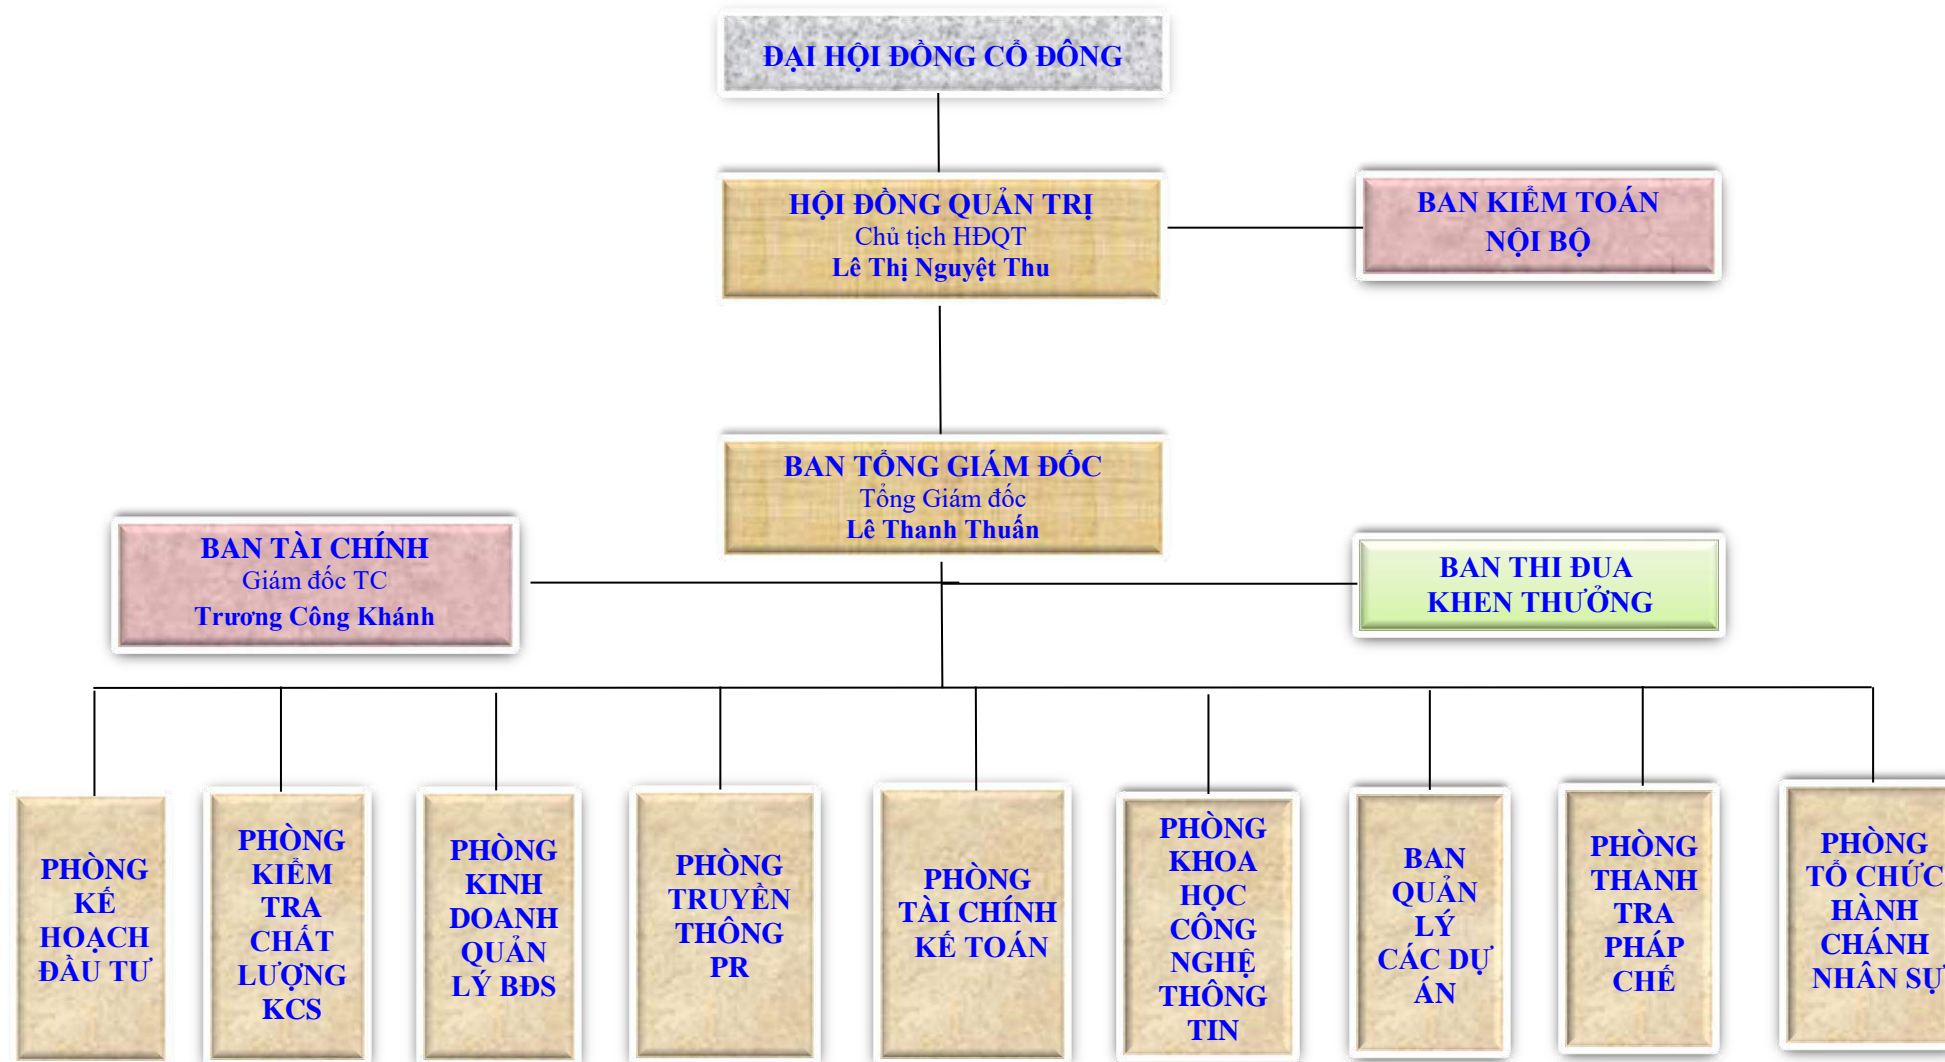 ĐẠI HỘI ĐỒNG CỔ ĐÔNG
HỘI ĐỒNG QUẢN TRỊ
Chủ tịch HĐQT
Lê Thị Nguyệt Thu
BAN KIỂM TOÁN
NỘI BỘ
BAN TỔNG GIÁM ĐỐC
Tổng Giám đốc
Lê Thanh Thuấn
BAN TÀI CHÍNH
Giám đốc TC
Trương Công Khánh
BAN THI ĐUA
KHEN THƯỞNG
PHÒNG
KẾ
HOẠCH
ĐẦU TƯ
PHÒNG
KIỂM
TRA
CHẤT
LƯỢNG
KCS
PHÒNG
KINH
DOANH
QUẢN
LÝ BĐS
PHÒNG
TRUYỀN
THÔNG
PR
PHÒNG
TÀI CHÍNH
KẾ TOÁN
PHÒNG
KHOA
HỌC
CÔNG
NGHỆ
THÔNG
TIN
BAN
QUẢN
LÝ
CÁC DỰ
ÁN
PHÒNG
THANH
TRA
PHÁP
CHẾ
PHÒNG
TỔ CHỨC
HÀNH
CHÁNH
NHÂN SỰ